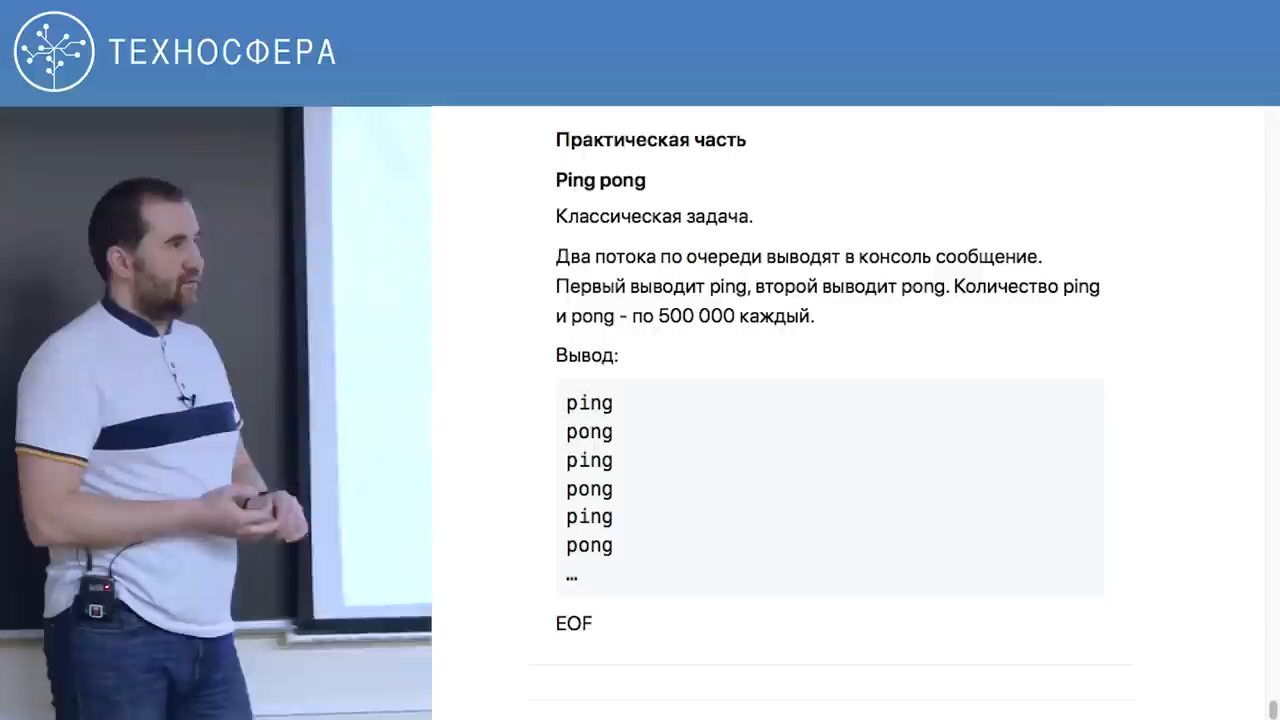 ТЕХНОСФЕРА
Практическая часть
Ping pong
Классическая задача.
Два потока по очереди выводят в консоль сообщение.
Первый выводит ping, второй выводит pong. Количество ping
и pong - по 500 000 каждый.
Вывод:
ping
pong
ping
pong
ping
pong
…
EOF